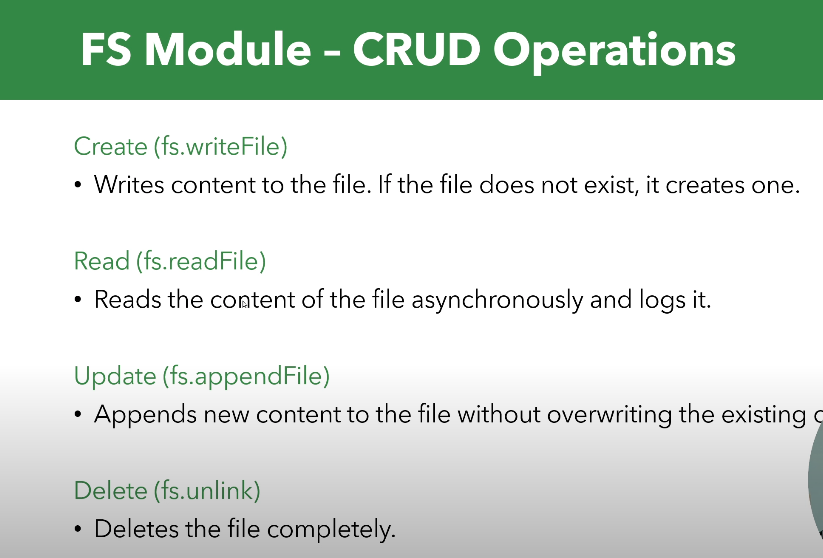 FS Module – CRUD Operations
Create (fs.writeFile)
• Writes content to the file. If the file does not exist, it creates one.
Read (fs.readFile)
• Reads the content of the file asynchronously and logs it.
Update (fs.appendFile)
• Appends new content to the file without overwriting the existing
Delete (fs.unlink)
• Deletes the file completely.